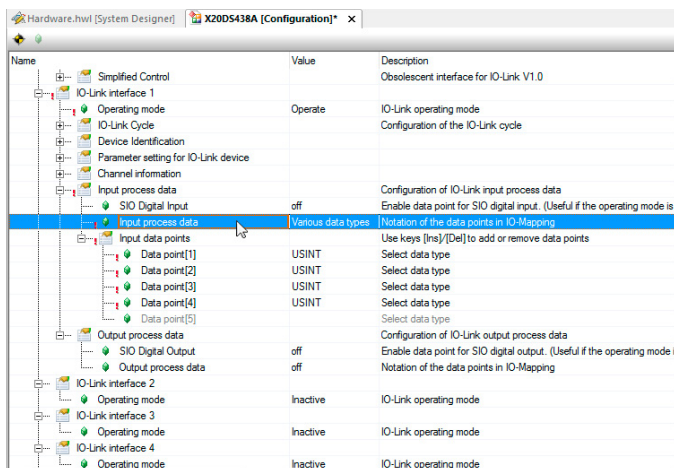 Hardware.hwl [System Designer] X20DS438A [Configuration]* ×
Name Value Description
Simplified Control Obsolescent interface for IO-Link V1.0
IO-Link interface 1
Operating mode Operate IO-Link operating mode
IO-Link Cycle Configuration of the IO-Link cycle
Device Identification
Parameter setting for IO-Link device
Channel information
Input process data Configuration of IO-Link input process data
SIO Digital Input off Enable data point for SIO digital input. (Useful if the operating mode is
Input process data Various data types Notation of the data points in IO-Mapping
Input data points Use keys [Ins]/[Del] to add or remove data points
Data point[1] USINT Select data type
Data point[2] USINT Select data type
Data point[3] USINT Select data type
Data point[4] USINT Select data type
Data point[5] Select data type
Output process data Configuration of IO-Link output process data
SIO Digital Output off Enable data point for SIO digital output. (Useful if the operating mode i
Output process data off Notation of the data points in IO-Mapping
IO-Link interface 2
Operating mode Inactive IO-Link operating mode
IO-Link interface 3
Operating mode Inactive IO-Link operating mode
IO-Link interface 4
Operating mode Inactive IO-Link operating mode